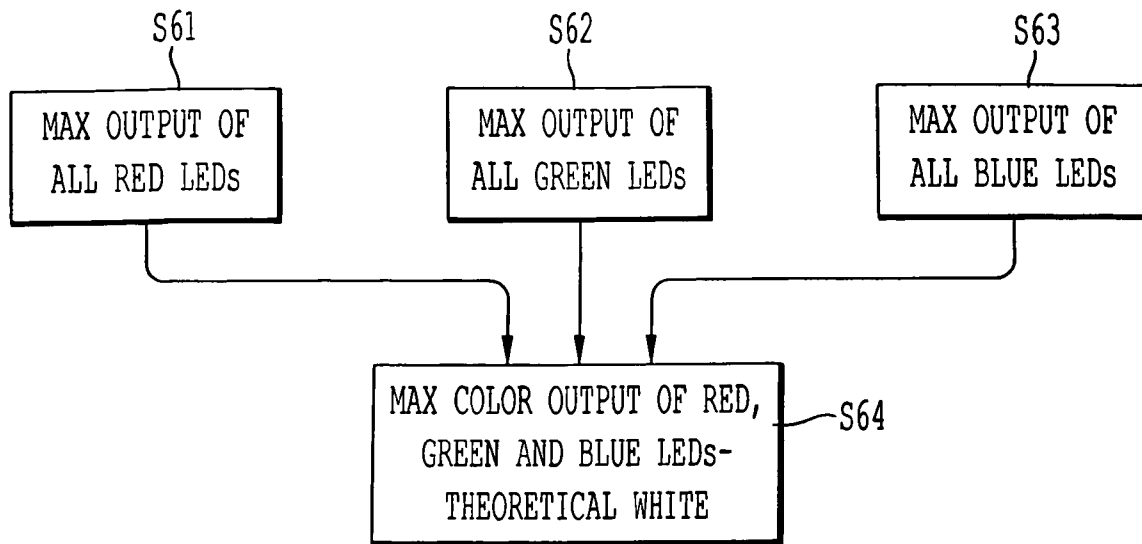 S61
S62
S63
MAX OUTPUT OF
ALL RED LEDs
MAX OUTPUT OF
ALL GREEN LEDs
MAX OUTPUT OF
ALL BLUE LEDs
MAX COLOR OUTPUT OF RED,
GREEN AND BLUE LEDs-
THEORETICAL WHITE
S64